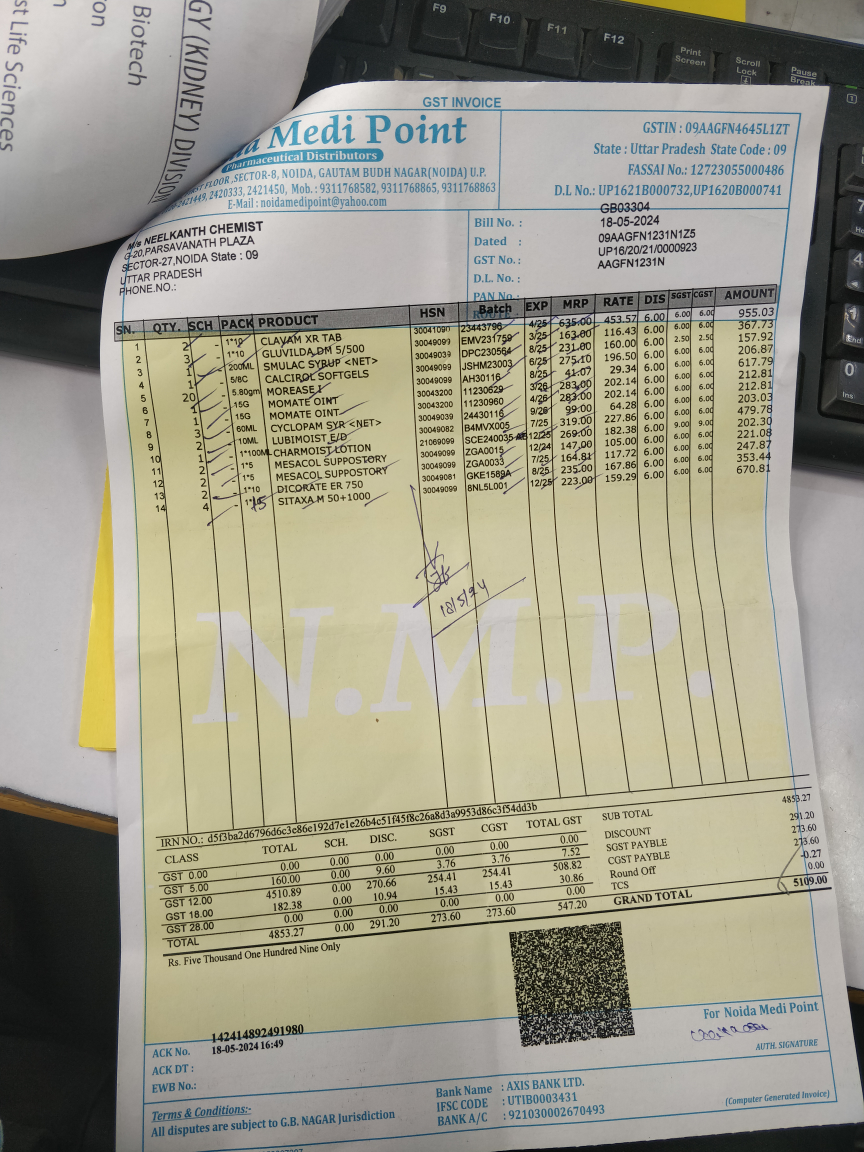 GY (KIDNEY) DIVISION
Biotech
st Life Sciences
F9 F10 F11 F12
Print Screen
Scroll Lock
Pause Break
GST INVOICE
Medi Point
Pharmaceutical Distributors
FLOOR ,SECTOR-8, NOIDA, GAUTAM BUDH NAGAR(NOIDA) U.P.
2421449, 2420333, 2421450, Mob. : 9311768582, 9311768865, 9311768863
E-Mail : noidamedipoint@yahoo.com
GSTIN : 09AAGFN4645L1ZT
State : Uttar Pradesh State Code : 09
FASSAI No.: 12723055000486
D.L No.: UP1621B000732,UP1620B000741
M/s NEELKANTH CHEMIST
G-20,PARSAVANATH PLAZA
SECTOR-27,NOIDA State : 09
UTTAR PRADESH
PHONE.NO.:
Bill No. : GB03304
Dated : 18-05-2024
GST No. : 09AAGFN1231N1Z5
D.L. No. : UP16/20/21/0000923
PAN No. AAGFN1231N
SN. QTY. SCH PACK PRODUCT HSN Batch EXP MRP RATE DIS SGST CGST AMOUNT
1 2 - 1*10 CLAVAM XR TAB 30041090 23443796 4/25 635.00 453.57 6.00 6.00 6.00 955.03
2 3 - 1*10 GLUVILDA DM 5/500 30049099 EMV231759 3/25 163.00 116.43 6.00 6.00 6.00 367.73
3 1 - 200ML SMULAC SYRUP <NET> 30049039 DPC230564 8/25 231.00 160.00 6.00 2.50 2.50 157.92
4 1 - 5/8C CALCIROL SOFTGELS 30049099 JSHM23003 6/25 275.10 196.50 6.00 6.00 6.00 206.87
5 20 - 5.80gm MOREASE I 30049099 AH30116 8/25 41.07 29.34 6.00 6.00 6.00 617.79
6 1 - 15G MOMATE OINT 30043200 11230629 3/26 283.00 202.14 6.00 6.00 6.00 212.81
7 1 - 15G MOMATE OINT 30043200 11230960 4/26 283.00 202.14 6.00 6.00 6.00 212.81
8 3 - 60ML CYCLOPAM SYR <NET> 30049039 24430116 9/26 99.00 64.28 6.00 6.00 6.00 203.03
9 2 - 10ML LUBIMOIST E/D 30049082 B4MVX005 7/25 319.00 227.86 6.00 6.00 6.00 479.78
10 1 - 1*100ML CHARMOIST LOTION 21069099 SCE240035-AE 12/25 269.00 182.38 6.00 9.00 9.00 202.30
11 2 - 1*5 MESACOL SUPPOSTORY 30049099 ZGA0015 12/24 147.00 105.00 6.00 6.00 6.00 221.08
12 2 - 1*5 MESACOL SUPPOSTORY 30049099 ZGA0033 7/25 164.81 117.72 6.00 6.00 6.00 247.87
13 2 - 1*10 DICORATE ER 750 30049081 GKE1589A 8/25 235.00 167.86 6.00 6.00 6.00 353.44
14 4 - 15 SITAXA M 50+1000 30049099 8NL5L001 12/25 223.00 159.29 6.00 6.00 6.00 670.81
18/5/24
N.M.P.
IRN NO.: d5f3ba2d6796d6c3c86e192d7e1e26b4c51f45f8c26a8d3a9953d86c3f54dd3b
CLASS TOTAL SCH. DISC. SGST CGST TOTAL GST
GST 0.00 0.00 0.00 0.00 0.00 0.00 0.00
GST 5.00 160.00 0.00 9.60 3.76 3.76 7.52
GST 12.00 4510.89 0.00 270.66 254.41 254.41 508.82
GST 18.00 182.38 0.00 10.94 15.43 15.43 30.86
GST 28.00 0.00 0.00 0.00 0.00 0.00 0.00
TOTAL 4853.27 0.00 291.20 273.60 273.60 547.20
SUB TOTAL 4853.27
DISCOUNT 291.20
SGST PAYBLE 273.60
CGST PAYBLE 273.60
Round Off -0.27
TCS 0.00
GRAND TOTAL 5109.00
Rs. Five Thousand One Hundred Nine Only
ACK No. 142414892491980
ACK DT : 18-05-2024 16:49
EWB No.:
For Noida Medi Point
AUTH. SIGNATURE
Terms & Conditions:-
All disputes are subject to G.B. NAGAR Jurisdiction
Bank Name : AXIS BANK LTD.
IFSC CODE : UTIB0003431
BANK A/C : 921030002670493
(Computer Generated Invoice)